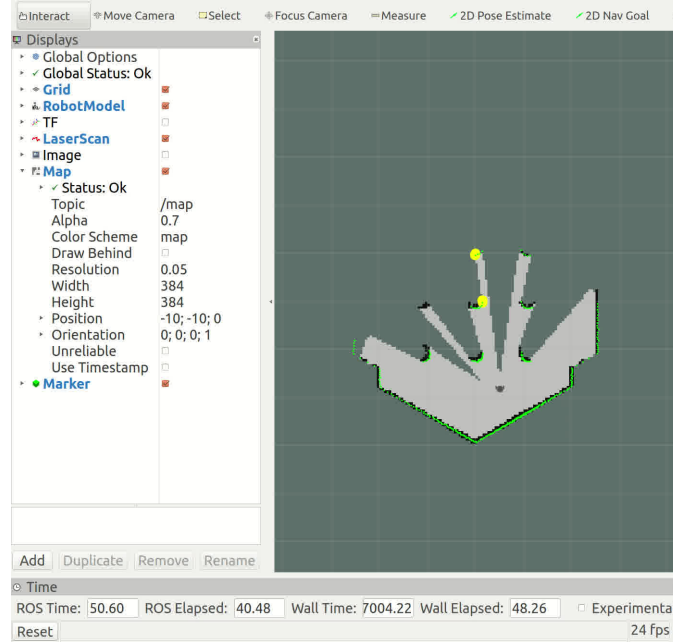 Interact Move Camera Select Focus Camera Measure 2D Pose Estimate 2D Nav Goal
Displays
Global Options
Global Status: Ok
Grid
RobotModel
TF
LaserScan
Image
Map
Status: Ok
Topic /map
Alpha 0.7
Color Scheme map
Draw Behind
Resolution 0.05
Width 384
Height 384
Position -10; -10; 0
Orientation 0; 0; 0; 1
Unreliable
Use Timestamp
Marker
Add Duplicate Remove Rename
Time
ROS Time: 50.60 ROS Elapsed: 40.48 Wall Time: 7004.22 Wall Elapsed: 48.26 Experimenta
Reset 24 fps